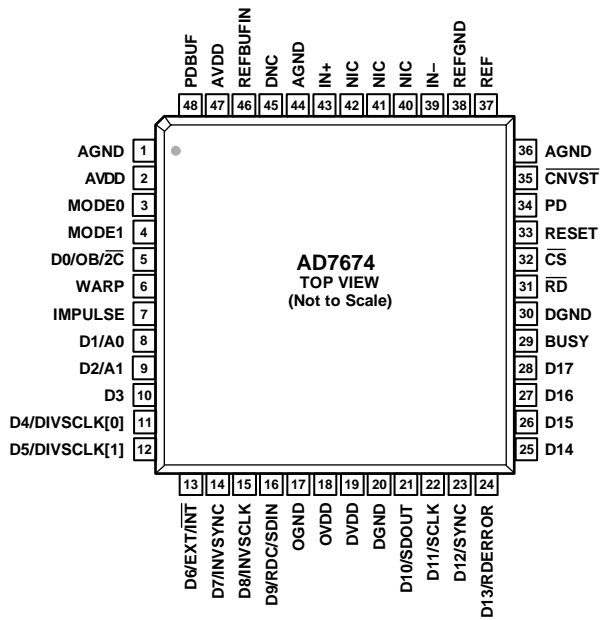 PDBUF
AVDD
REFBUFIN
DNC
AGND
IN+
NIC
NIC
NIC
IN–
REFGND
REF
48
47
46
45
44
43
42
41
40
39
38
37
AGND 1
AVDD 2
MODE0 3
MODE1 4
D0/OB/2C 5
WARP 6
IMPULSE 7
D1/A0 8
D2/A1 9
D3 10
D4/DIVSCLK[0] 11
D5/DIVSCLK[1] 12
AD7674
TOP VIEW
(Not to Scale)
36 AGND
35 CNVST
34 PD
33 RESET
32 CS
31 RD
30 DGND
29 BUSY
28 D17
27 D16
26 D15
25 D14
13
14
15
16
17
18
19
20
21
22
23
24
D6/EXT/INT
D7/INVSYNC
D8/INVSCLK
D9/RDC/SDIN
OGND
OVDD
DVDD
DGND
D10/SDOUT
D11/SCLK
D12/SYNC
D13/RDERROR